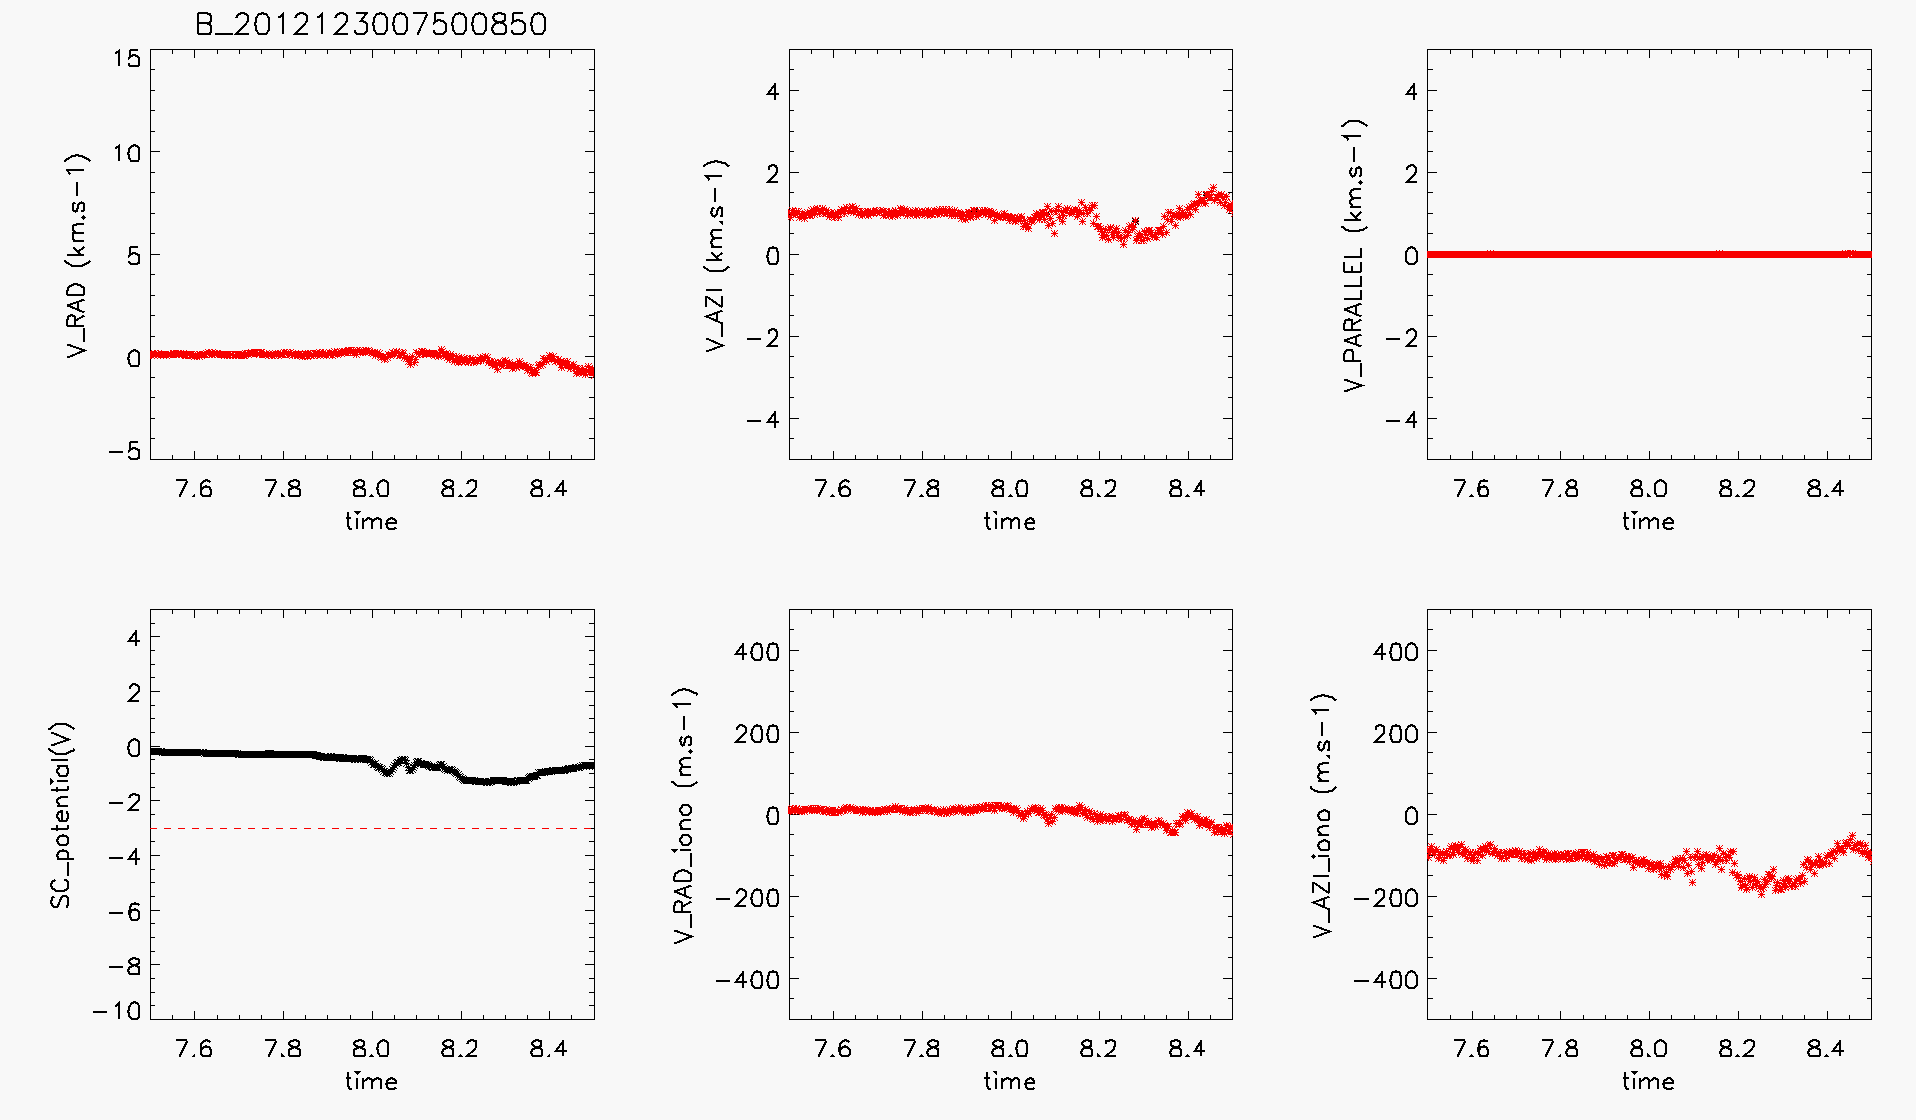 B_2012123007500850
V_RAD (km.s-1)
15
10
5
0
-5
7.6 7.8 8.0 8.2 8.4
time
V_AZI (km.s-1)
4
2
0
-2
-4
7.6 7.8 8.0 8.2 8.4
time
V_PARALLEL (km.s-1)
4
2
0
-2
-4
7.6 7.8 8.0 8.2 8.4
time
SC_potential(V)
4
2
0
-2
-4
-6
-8
-10
7.6 7.8 8.0 8.2 8.4
time
V_RAD_iono (m.s-1)
400
200
0
-200
-400
7.6 7.8 8.0 8.2 8.4
time
V_AZI_iono (m.s-1)
400
200
0
-200
-400
7.6 7.8 8.0 8.2 8.4
time